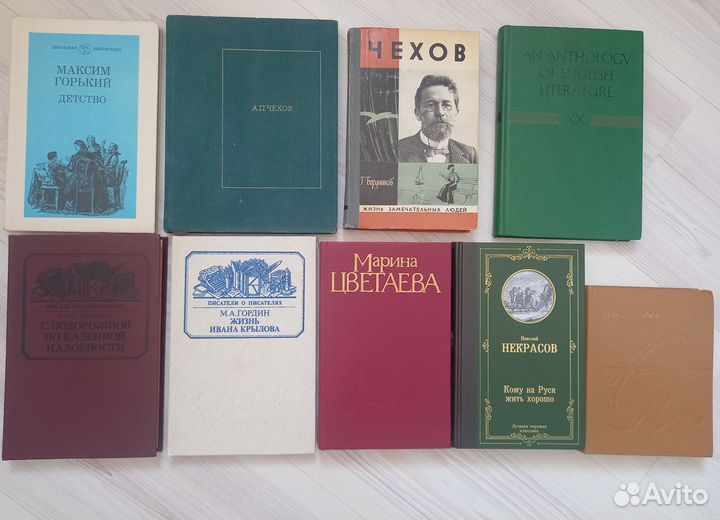 ШКОЛЬНАЯ БИБЛИОТЕКА
МАКСИМ
ГОРЬКИЙ
ДЕТСТВО
А.П.ЧЕХОВ
ЧЕХОВ
Г. Бердников
ЖИЗНЬ ЗАМЕЧАТЕЛЬНЫХ ЛЮДЕЙ
AN ANTHOLOGY
OF ENGLISH
LITERATURE
XX
ПИСАТЕЛИ О ПИСАТЕЛЯХ
С ПОДОРОЖНОЙ
ПО КАЗЕННОЙ
НАДОБНОСТИ
ПИСАТЕЛИ О ПИСАТЕЛЯХ
М.А.ГОРДИН
ЖИЗНЬ
ИВАНА КРЫЛОВА
Марина
ЦВЕТАЕВА
Николай
НЕКРАСОВ
Кому на Руси
жить хорошо
Лучшая мировая
классика
Avito